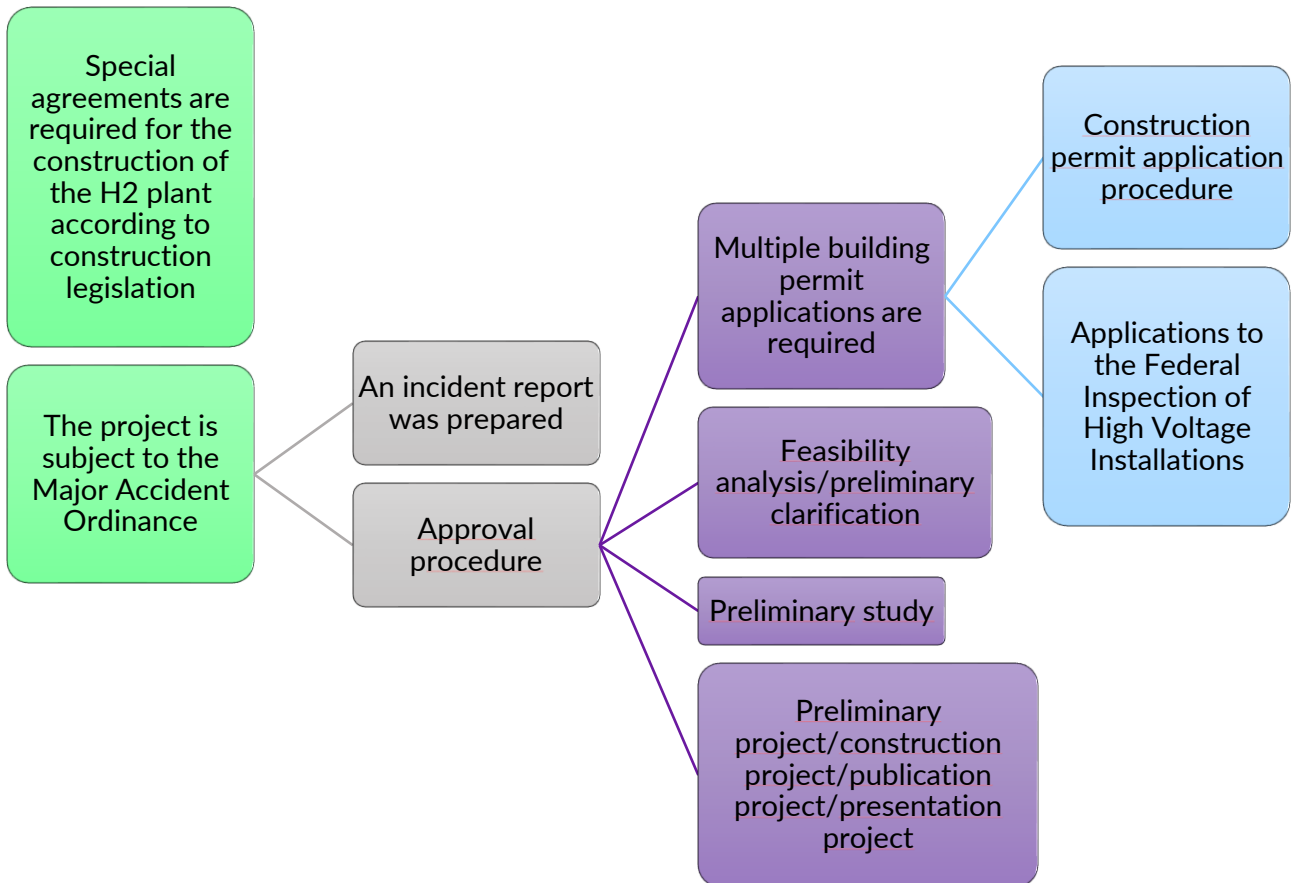 Special
agreements are
required for the
construction of
the H2 plant
according to
construction
legislation
The project is
subject to the
Major Accident
Ordinance
An incident report
was prepared
Approval
procedure
Multiple building
permit
applications are
required
Feasibility
analysis/preliminary
clarification
Preliminary study
Preliminary
project/construction
project/publication
project/presentation
project
Construction
permit application
procedure
Applications to
the Federal
Inspection of
High Voltage
Installations